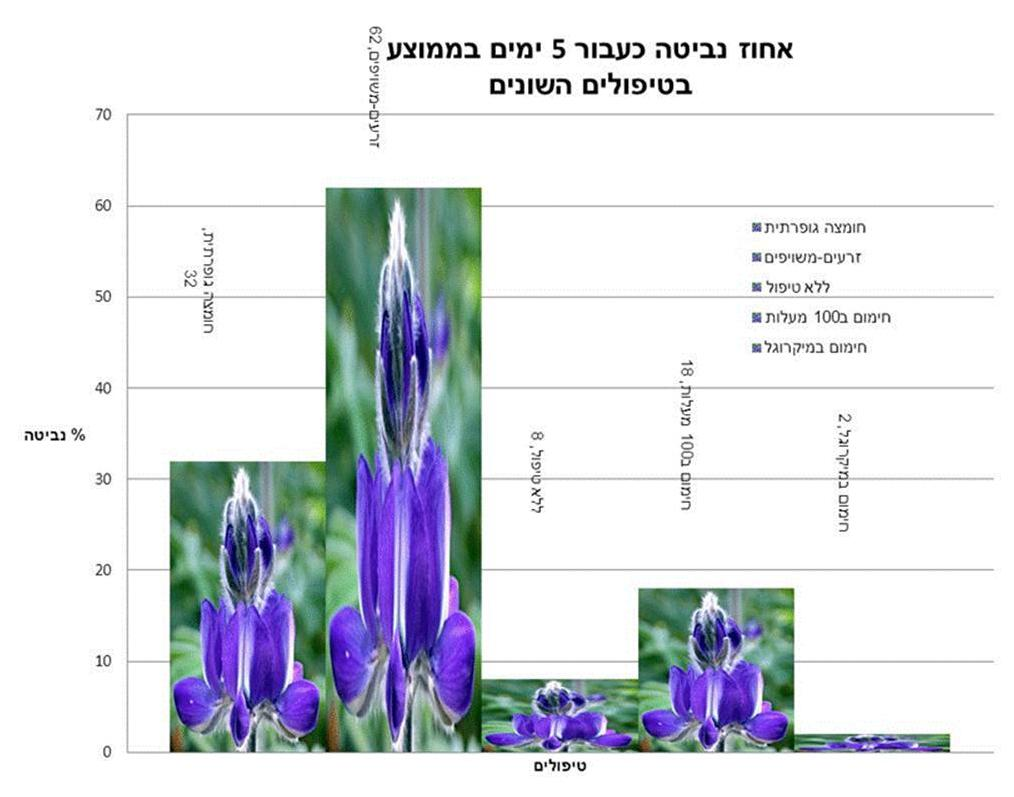 אחוז נביטה כעבור 5 ימים בממוצע
בטיפולים השונים
70
60
50
40
30
20
10
0
% נביטה
חומצה גופרתית,
32
זרעים-משויפים, 62
ללא טיפול, 8
חימום ב100 מעלות, 18
חימום במיקרוגל, 2
חומצה גופרתית
זרעים-משויפים
ללא טיפול
חימום ב100 מעלות
חימום במיקרוגל
טיפולים